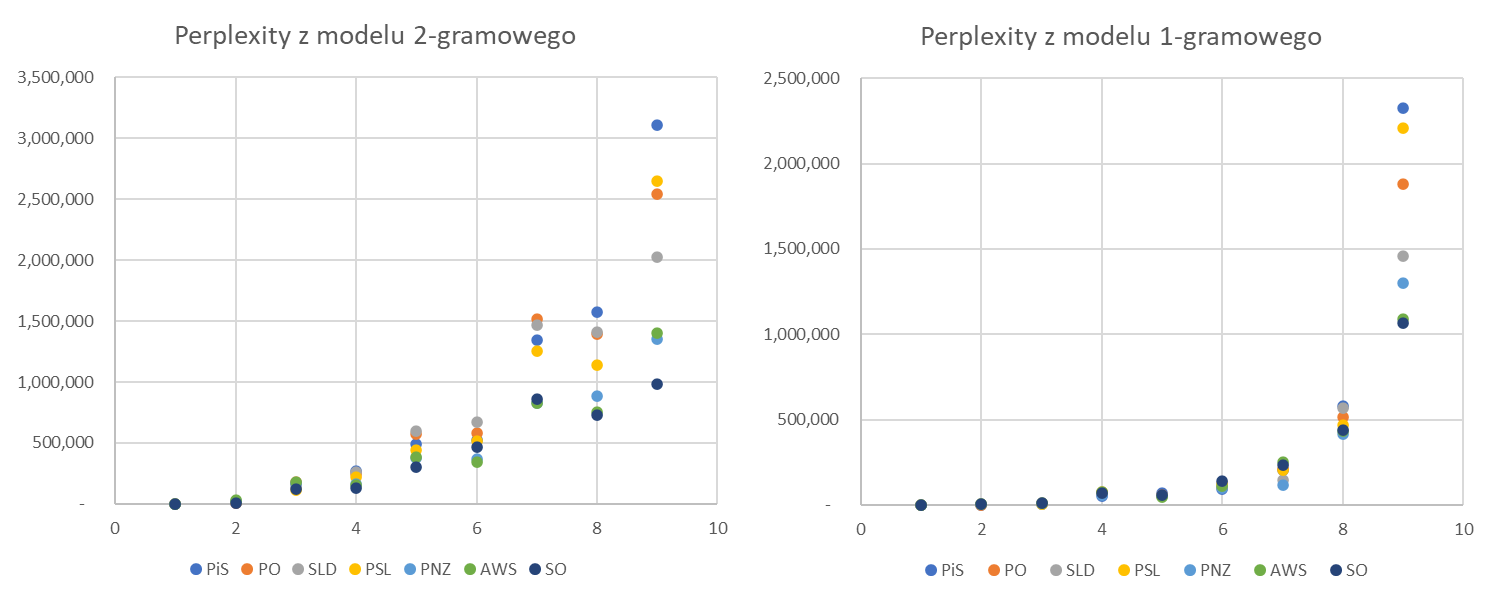 Perplexity z modelu 2-gramowego
3,500,000
3,000,000
2,500,000
2,000,000
1,500,000
1,000,000
500,000
-
0 2 4 6 8 10
PiS PO SLD PSL PNZ AWS SO
Perplexity z modelu 1-gramowego
2,500,000
2,000,000
1,500,000
1,000,000
500,000
-
0 2 4 6 8 10
PiS PO SLD PSL PNZ AWS SO